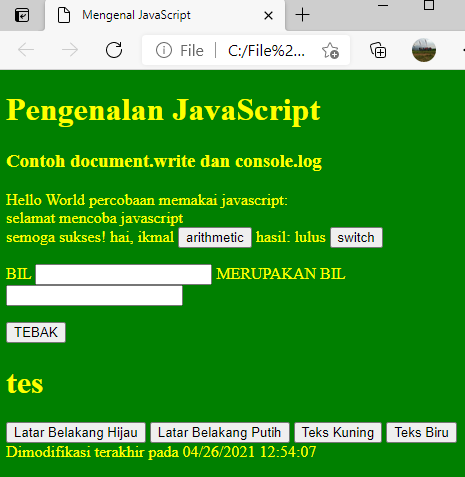 Mengenal JavaScript
File | C:/File%2...
Pengenalan JavaScript
Contoh document.write dan console.log
Hello World percobaan memakai javascript:
selamat mencoba javascript
semoga sukses! hai, ikmal arithmetic hasil: lulus switch
BIL MERUPAKAN BIL
TEBAK
tes
Latar Belakang Hijau Latar Belakang Putih Teks Kuning Teks Biru
Dimodifikasi terakhir pada 04/26/2021 12:54:07